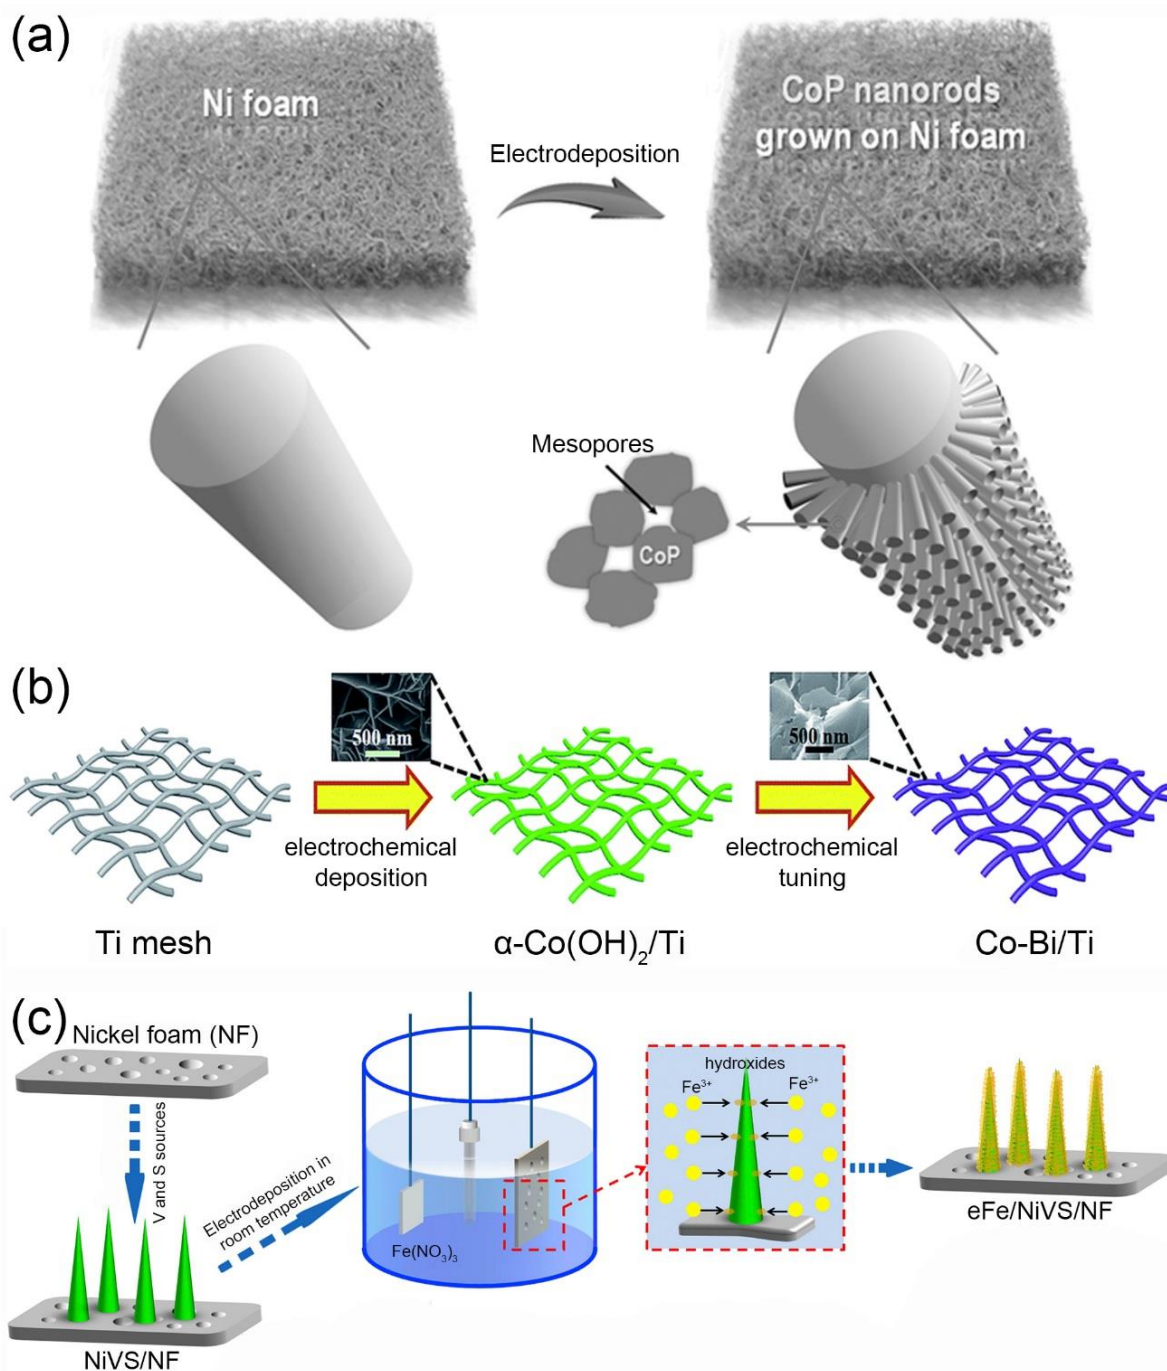 (a)
Ni foam
Electrodeposition
CoP nanorods
grown on Ni foam
Mesopores
CoP
(b)
500 nm
500 nm
electrochemical
deposition
electrochemical
tuning
Ti mesh
α-Co(OH)₂/Ti
Co-Bi/Ti
(c)
Nickel foam (NF)
V and S sources
NiVS/NF
Electrodeposition in
room temperature
Fe(NO₃)₃
hydroxides
Fe³⁺
Fe³⁺
eFe/NiVS/NF